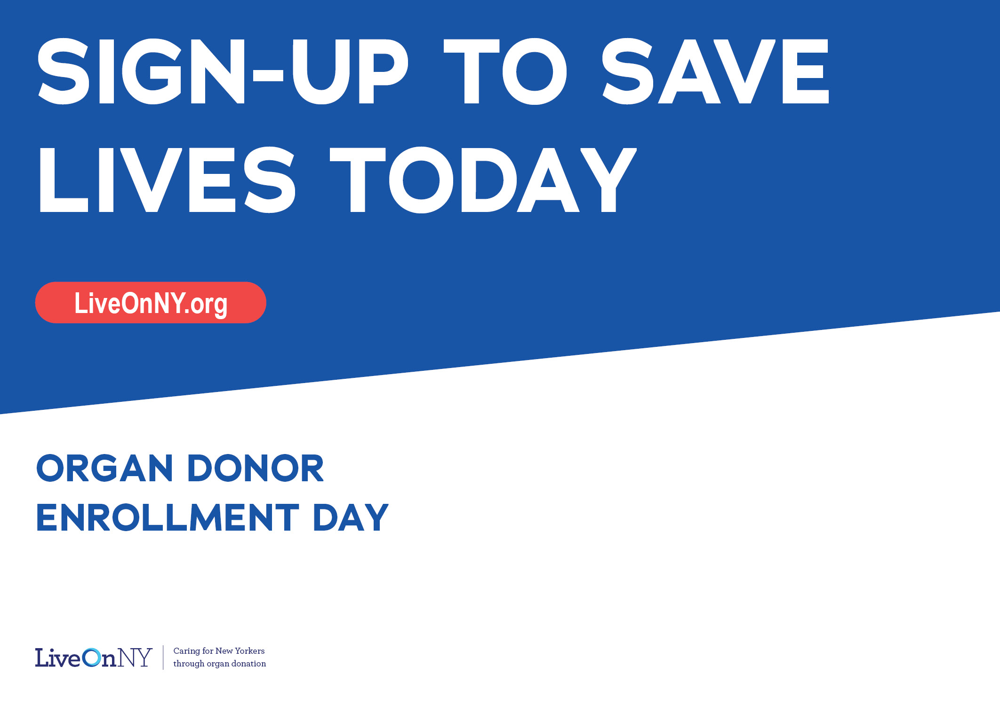 SIGN-UP TO SAVE
LIVES TODAY
LiveOnNY.org
ORGAN DONOR
ENROLLMENT DAY
LiveOnNY
Caring for New Yorkers
through organ donation